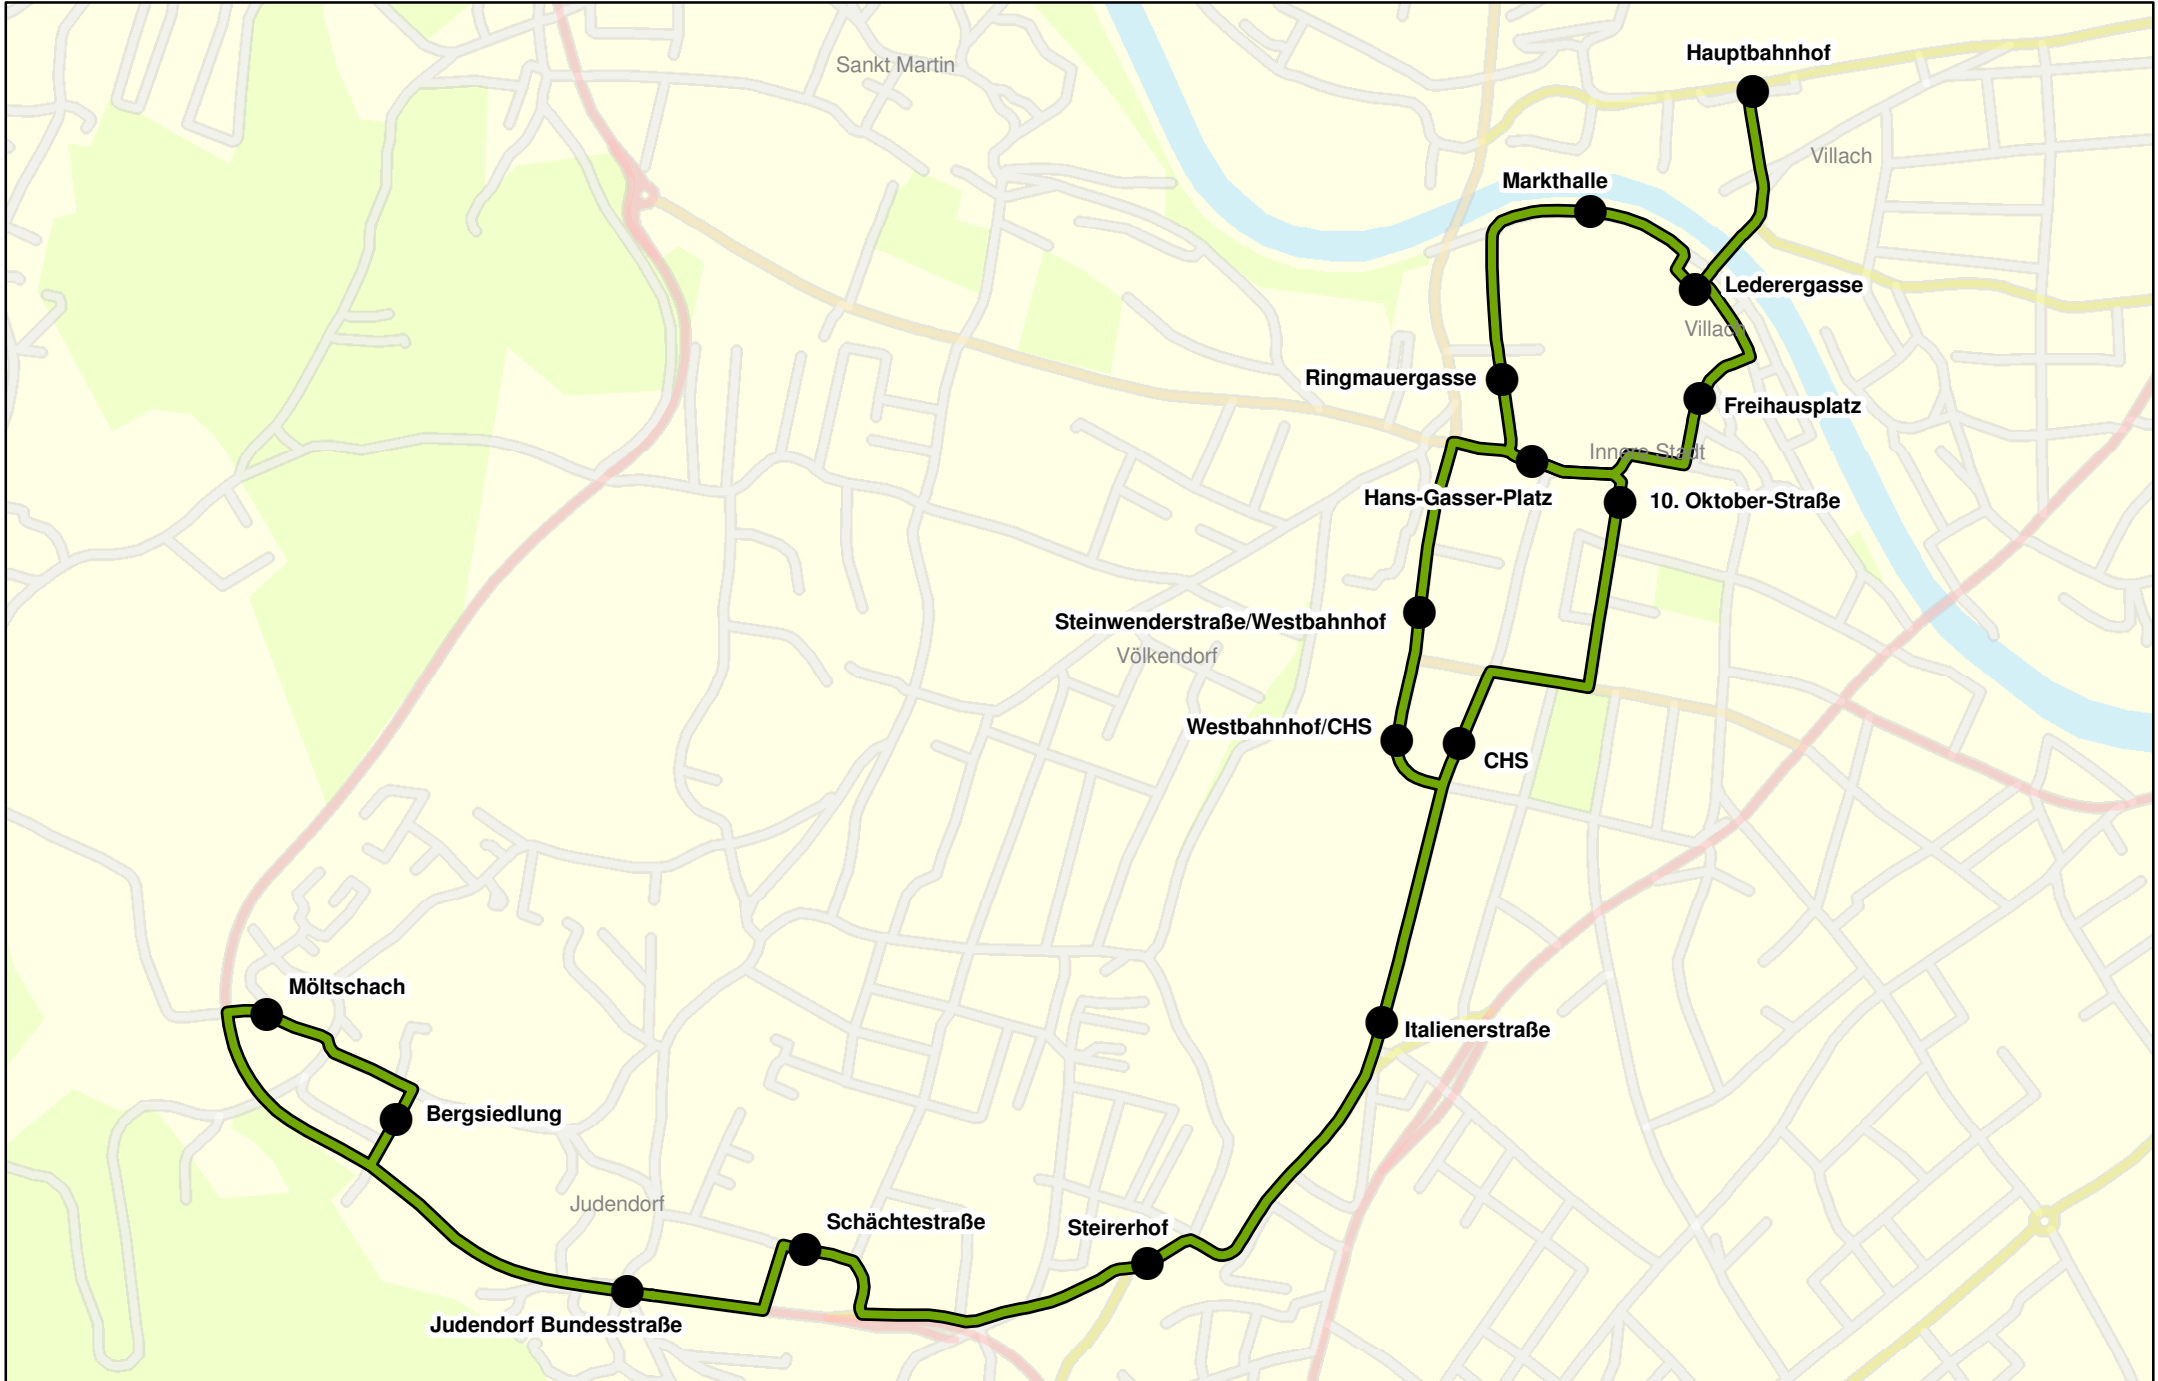 Hauptbahnhof
Sankt Martin
Villach
Markthalle
Lederergasse
Villach
Ringmauergasse
Freihausplatz
Innere Stadt
Hans-Gasser-Platz
10. Oktober-Straße
Steinwenderstraße/Westbahnhof
Völkendorf
Westbahnhof/CHS
CHS
Möltschach
Italienerstraße
Bergsiedlung
Judendorf
Schächtestraße
Steirerhof
Judendorf Bundesstraße